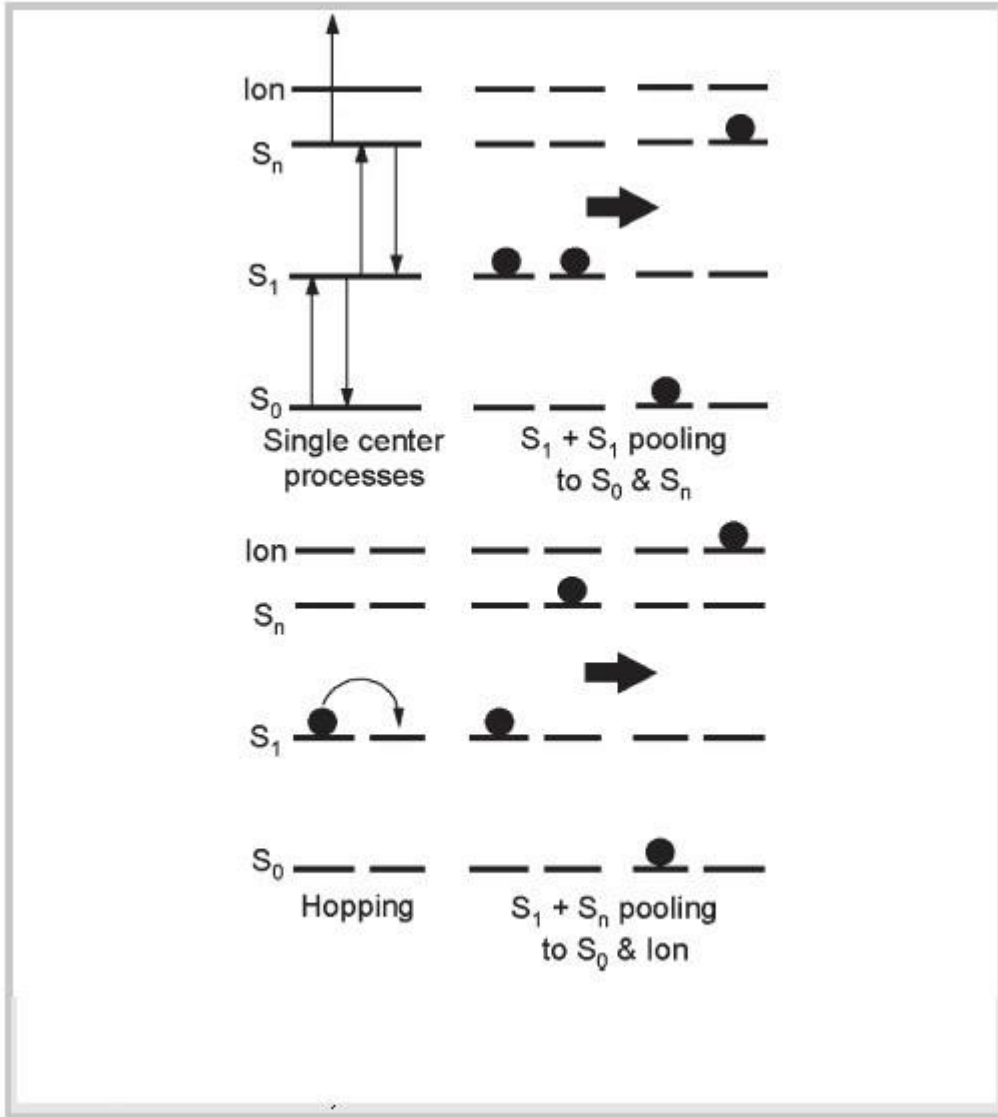 Ion
Sₙ
S₁
S₀
Single center
processes
S₁ + S₁ pooling
to S₀ & Sₙ
Ion
Sₙ
S₁
S₀
Hopping
S₁ + Sₙ pooling
to S₀ & Ion